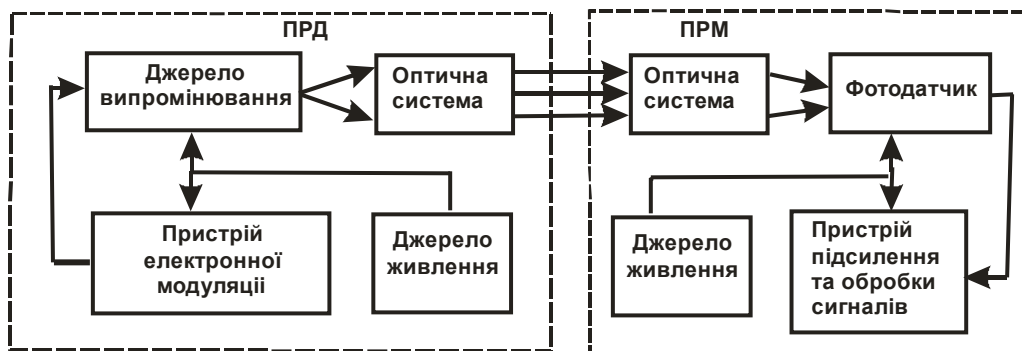 ПРД
Джерело
випромінювання
Оптична
система
Пристрій
електронної
модуляції
Джерело
живлення
ПРМ
Оптична
система
Фотодатчик
Джерело
живлення
Пристрій
підсилення
та обробки
сигналів